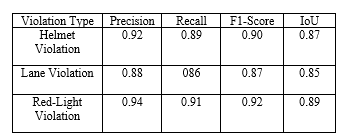 Violation Type Precision Recall F1-Score IoU
Helmet Violation 0.92 0.89 0.90 0.87
Lane Violation 0.88 086 0.87 0.85
Red-Light Violation 0.94 0.91 0.92 0.89